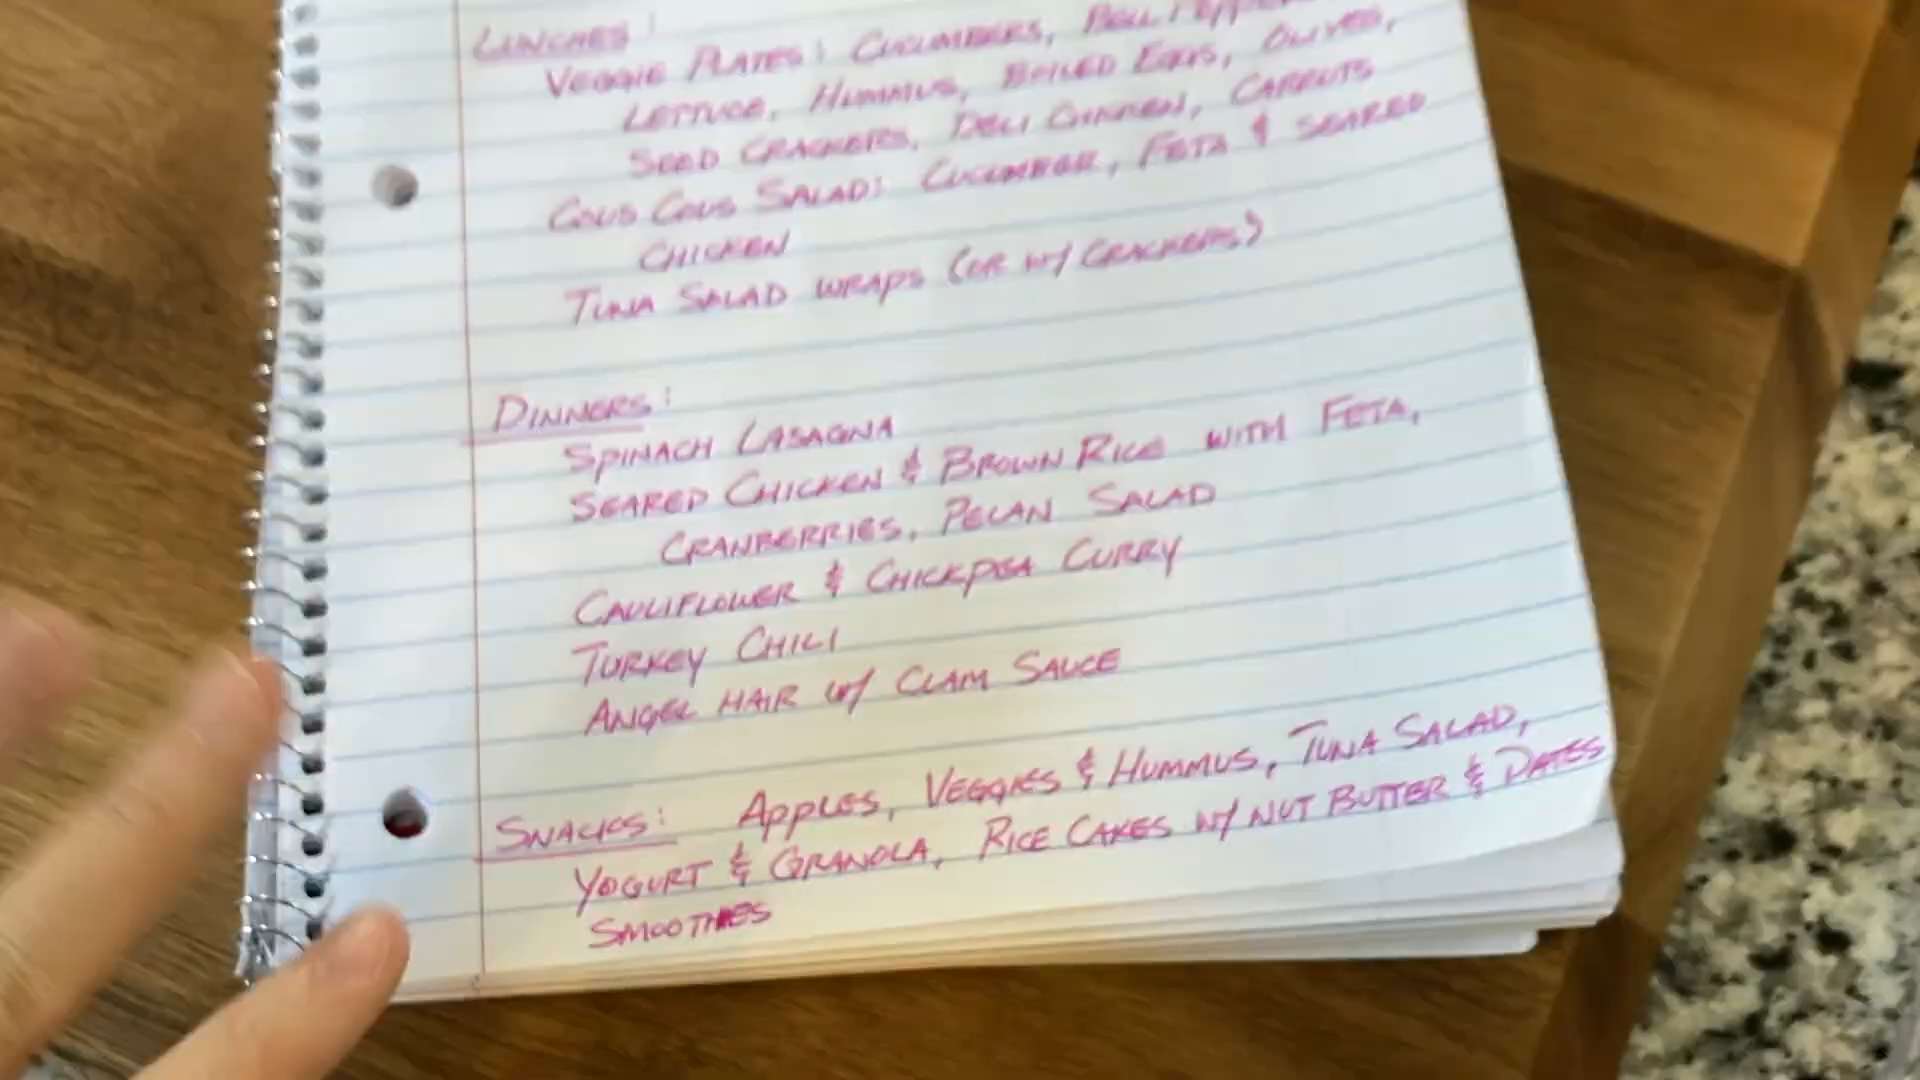 LUNCHES:
VEGGIE PLATES: CUCUMBERS, BELL PEPPERS
LETTUCE, HUMMUS, BOILED EGGS, OLIVES,
SEED CRACKERS, DELI CHICKEN, CARROTS
COUS COUS SALAD: CUCUMBER, FETA & SEARED
CHICKEN
TUNA SALAD WRAPS (OR W/ CRACKERS)
DINNERS:
SPINACH LASAGNA
SEARED CHICKEN & BROWN RICE WITH FETA,
CRANBERRIES, PECAN SALAD
CAULIFLOWER & CHICKPEA CURRY
TURKEY CHILI
ANGEL HAIR W/ CLAM SAUCE
SNACKS: APPLES, VEGGIES & HUMMUS, TUNA SALAD,
YOGURT & GRANOLA, RICE CAKES W/ NUT BUTTER & DATES
SMOOTHIES